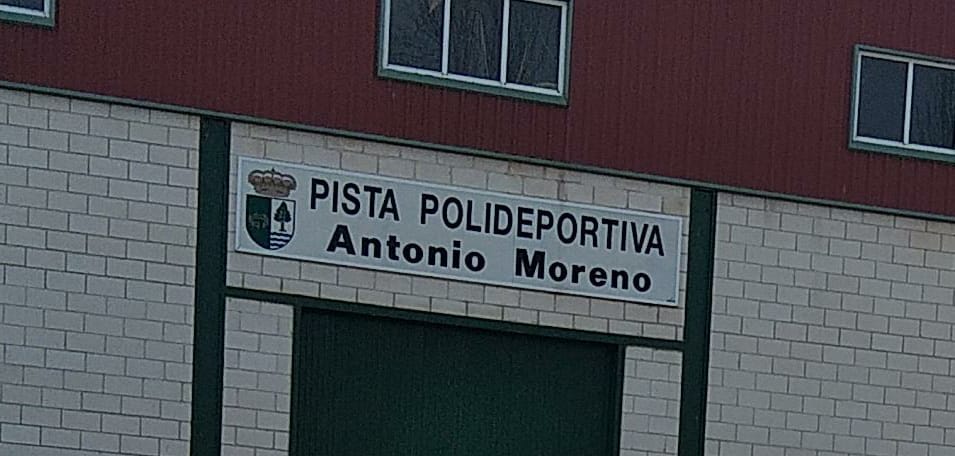 PISTA POLIDEPORTIVA
Antonio Moreno